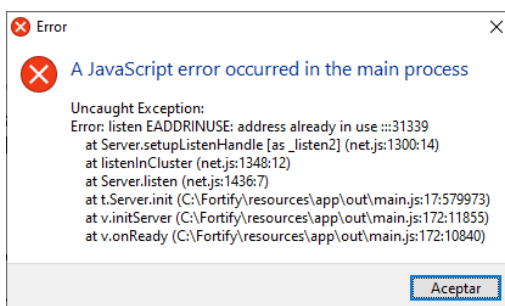 Error
A JavaScript error occurred in the main process
Uncaught Exception:
Error: listen EADDRINUSE: address already in use :::31339
at Server.setupListenHandle [as _listen2] (net.js:1300:14)
at listenInCluster (net.js:1348:12)
at Server.listen (net.js:1436:7)
at t.Server.init (C:\Fortify\resources\app\out\main.js:17:579973)
at v.initServer (C:\Fortify\resources\app\out\main.js:172:11855)
at v.onReady (C:\Fortify\resources\app\out\main.js:172:10840)
Aceptar